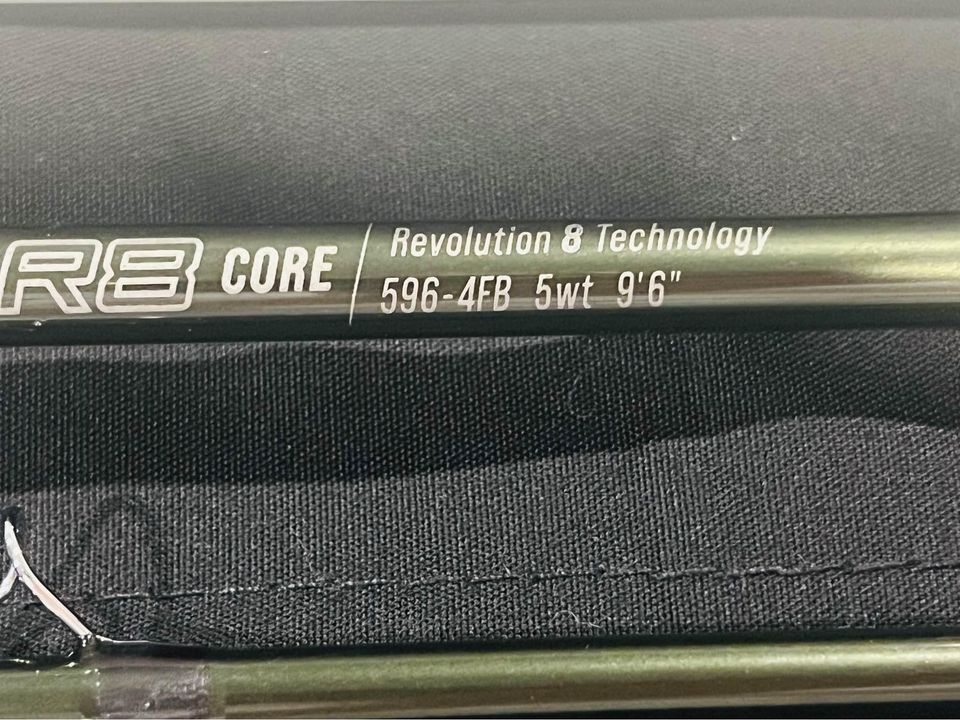 R8 CORE
Revolution 8 Technology
596-4FB 5wt 9'6"